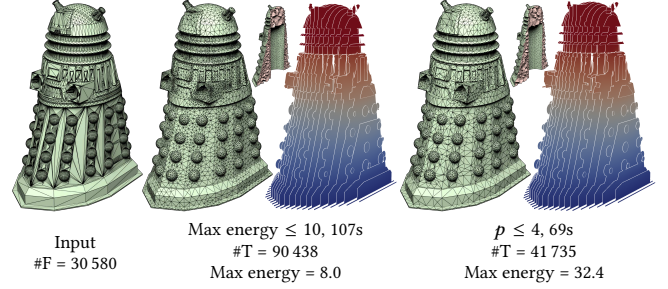 Input
#F = 30 580
Max energy ≤ 10, 107s
#T = 90 438
Max energy = 8.0
p ≤ 4, 69s
#T = 41 735
Max energy = 32.4